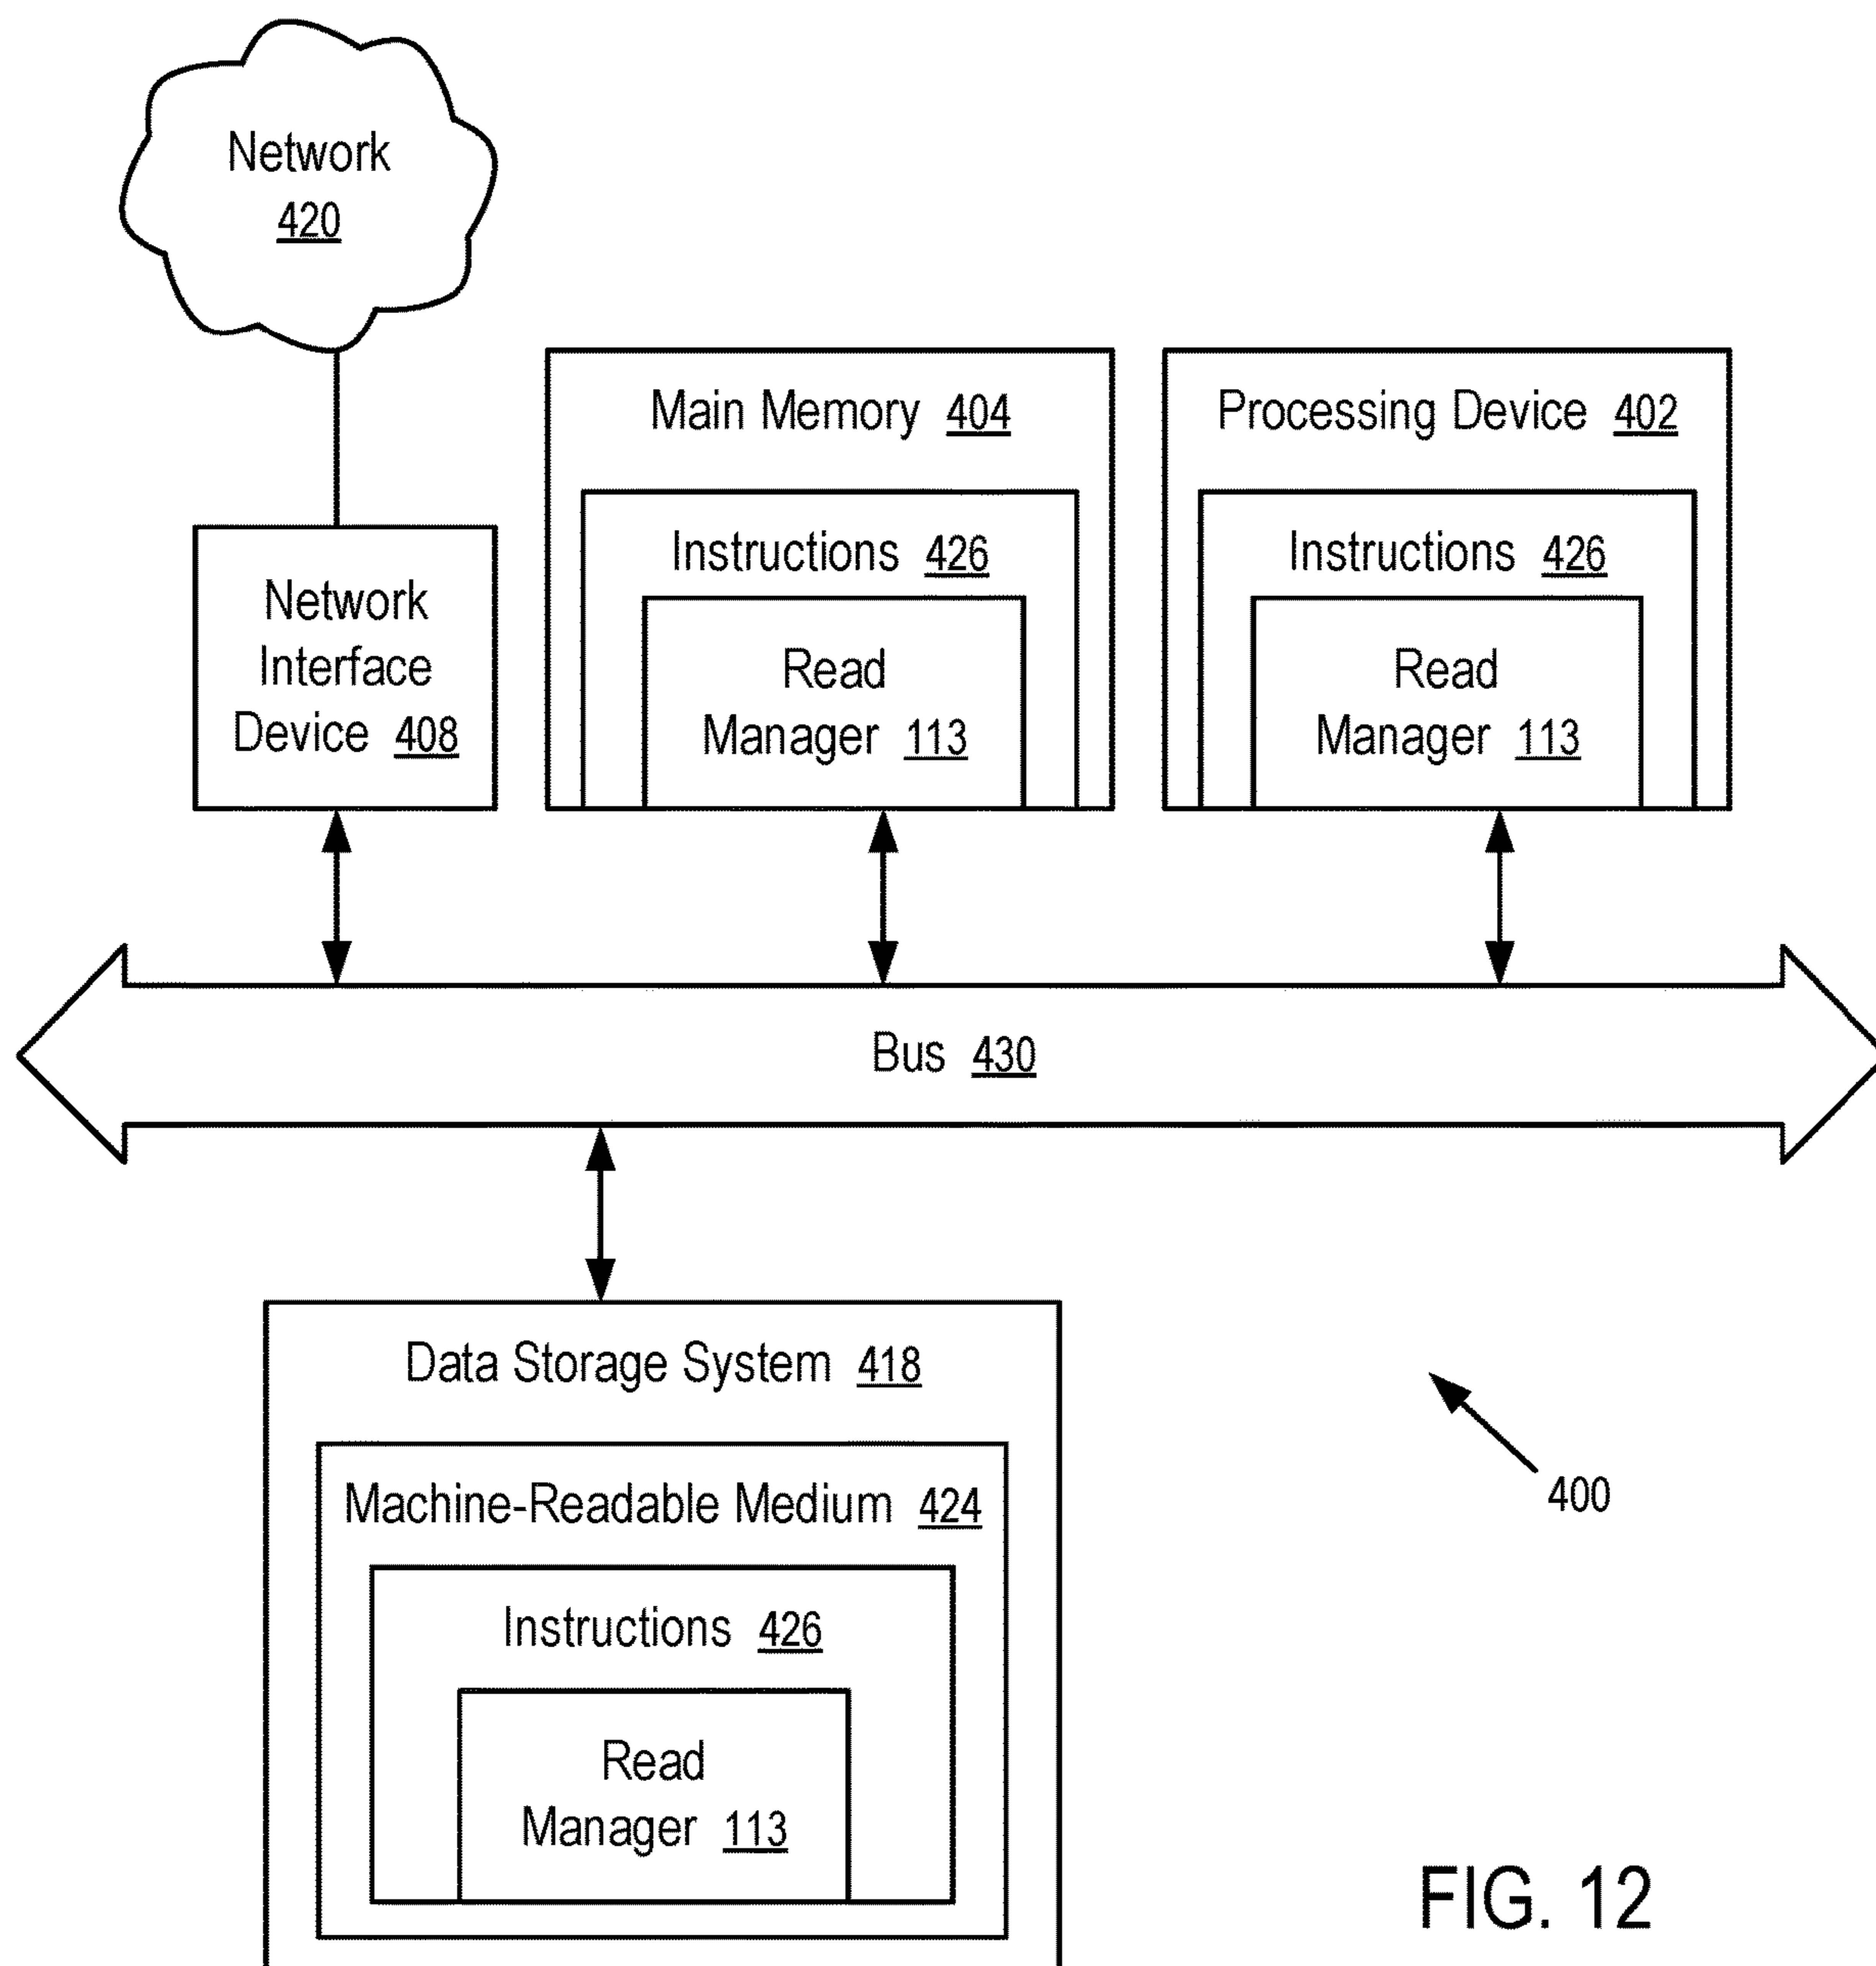 Network
420
Main Memory 404
Processing Device 402
Instructions 426
Instructions 426
Network
Interface
Device 408
Read
Manager 113
Read
Manager 113
Bus 430
Data Storage System 418
Machine-Readable Medium 424
400
Instructions 426
Read
Manager 113
FIG. 12